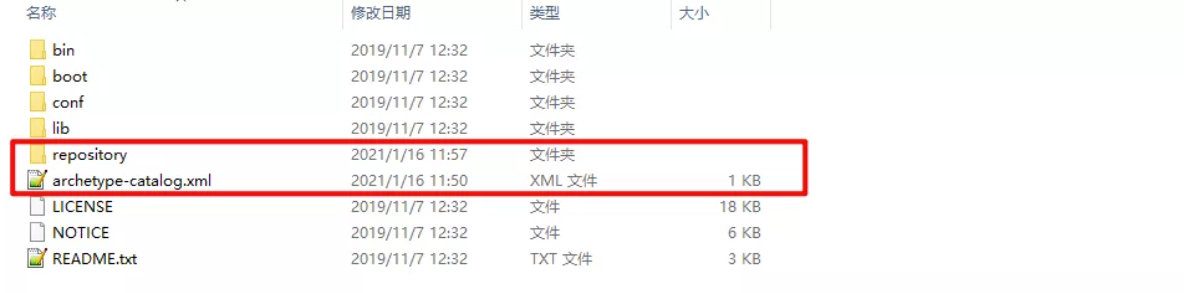 名称 修改日期 类型 大小
bin 2019/11/7 12:32 文件夹
boot 2019/11/7 12:32 文件夹
conf 2019/11/7 12:32 文件夹
lib 2019/11/7 12:32 文件夹
repository 2021/1/16 11:57 文件夹
archetype-catalog.xml 2021/1/16 11:50 XML 文件 1 KB
LICENSE 2019/11/7 12:32 文件 18 KB
NOTICE 2019/11/7 12:32 文件 6 KB
README.txt 2019/11/7 12:32 TXT 文件 3 KB